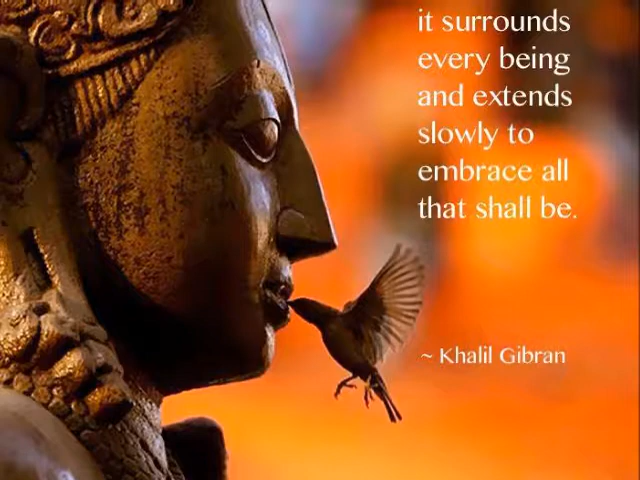 it surrounds
every being
and extends
slowly to
embrace all
that shall be.
~ Khalil Gibran